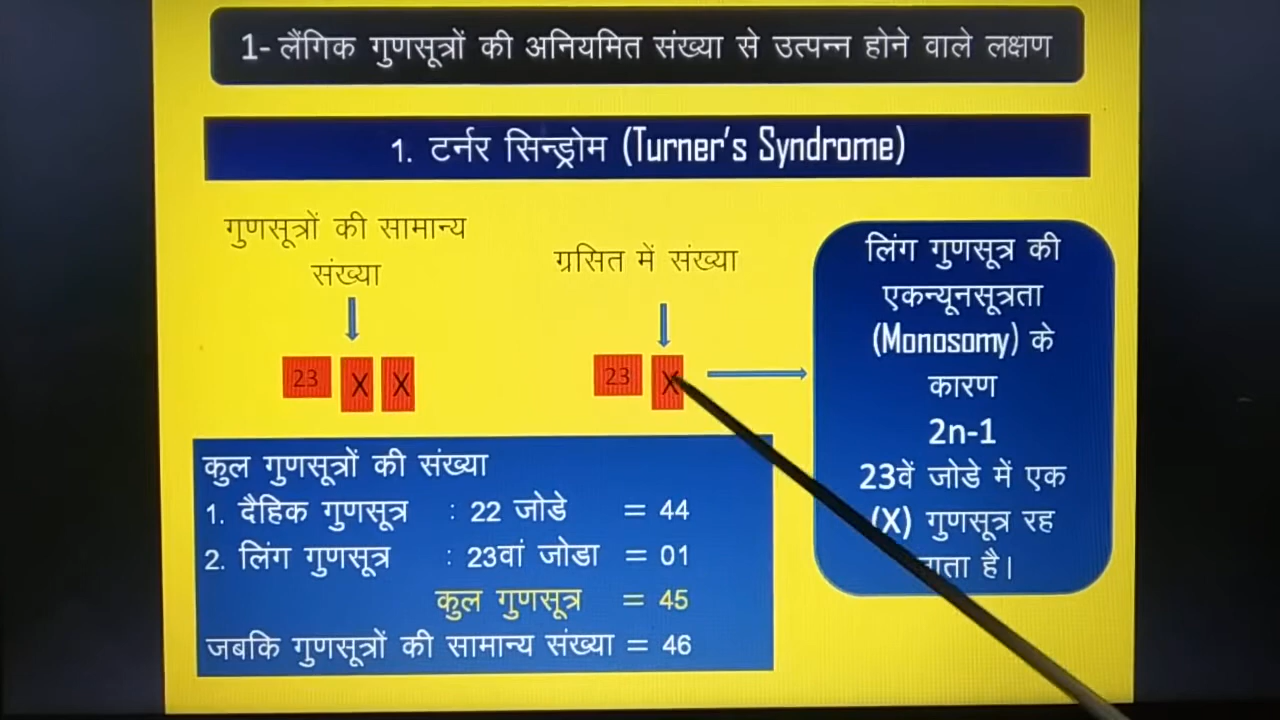 1- लैंगिक गुणसूत्रों की अनियमित संख्या से उत्पन्न होने वाले लक्षण
1. टर्नर सिन्ड्रोम (Turner's Syndrome)
गुणसूत्रों की सामान्य
संख्या
23 X X
ग्रसित में संख्या
23 X
लिंग गुणसूत्र की
एकन्यूनसूत्रता
(Monosomy) के
कारण
2n-1
23वें जोडे में एक
(X) गुणसूत्र रह
है।
कुल गुणसूत्रों की संख्या
1. दैहिक गुणसूत्र : 22 जोडे = 44
2. लिंग गुणसूत्र : 23वां जोडा = 01
कुल गुणसूत्र = 45
जबकि गुणसूत्रों की सामान्य संख्या = 46